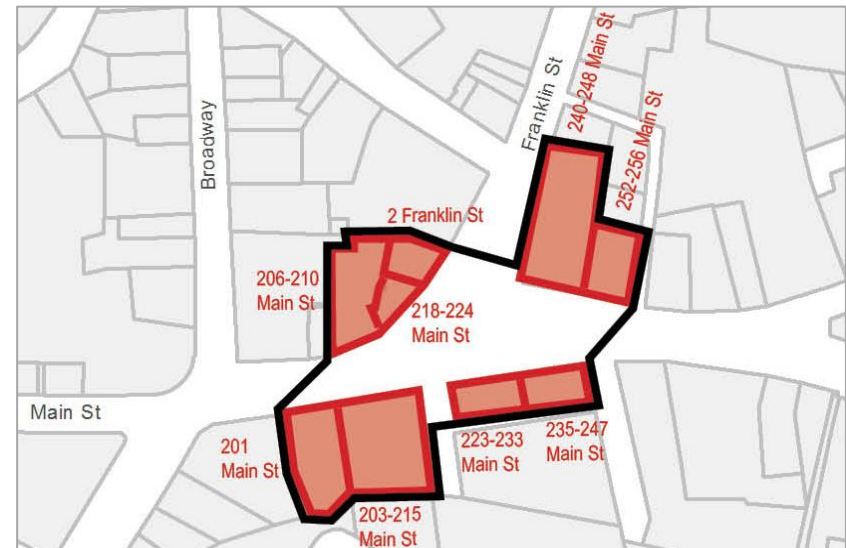 Broadway
Franklin St
240-248 Main St
252-256 Main St
2 Franklin St
206-210
Main St
218-224
Main St
Main St
201
Main St
223-233
Main St
235-247
Main St
203-215
Main St